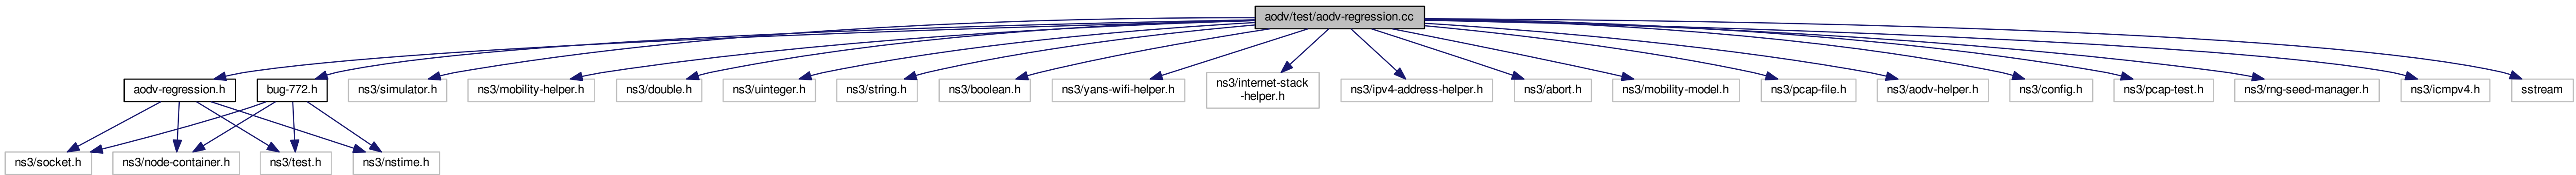 aodv/test/aodv-regression.cc
aodv-regression.h
bug-772.h
ns3/simulator.h
ns3/mobility-helper.h
ns3/double.h
ns3/uinteger.h
ns3/string.h
ns3/boolean.h
ns3/yans-wifi-helper.h
ns3/internet-stack
-helper.h
ns3/ipv4-address-helper.h
ns3/abort.h
ns3/mobility-model.h
ns3/pcap-file.h
ns3/aodv-helper.h
ns3/config.h
ns3/pcap-test.h
ns3/rng-seed-manager.h
ns3/icmpv4.h
sstream
ns3/socket.h
ns3/node-container.h
ns3/test.h
ns3/nstime.h